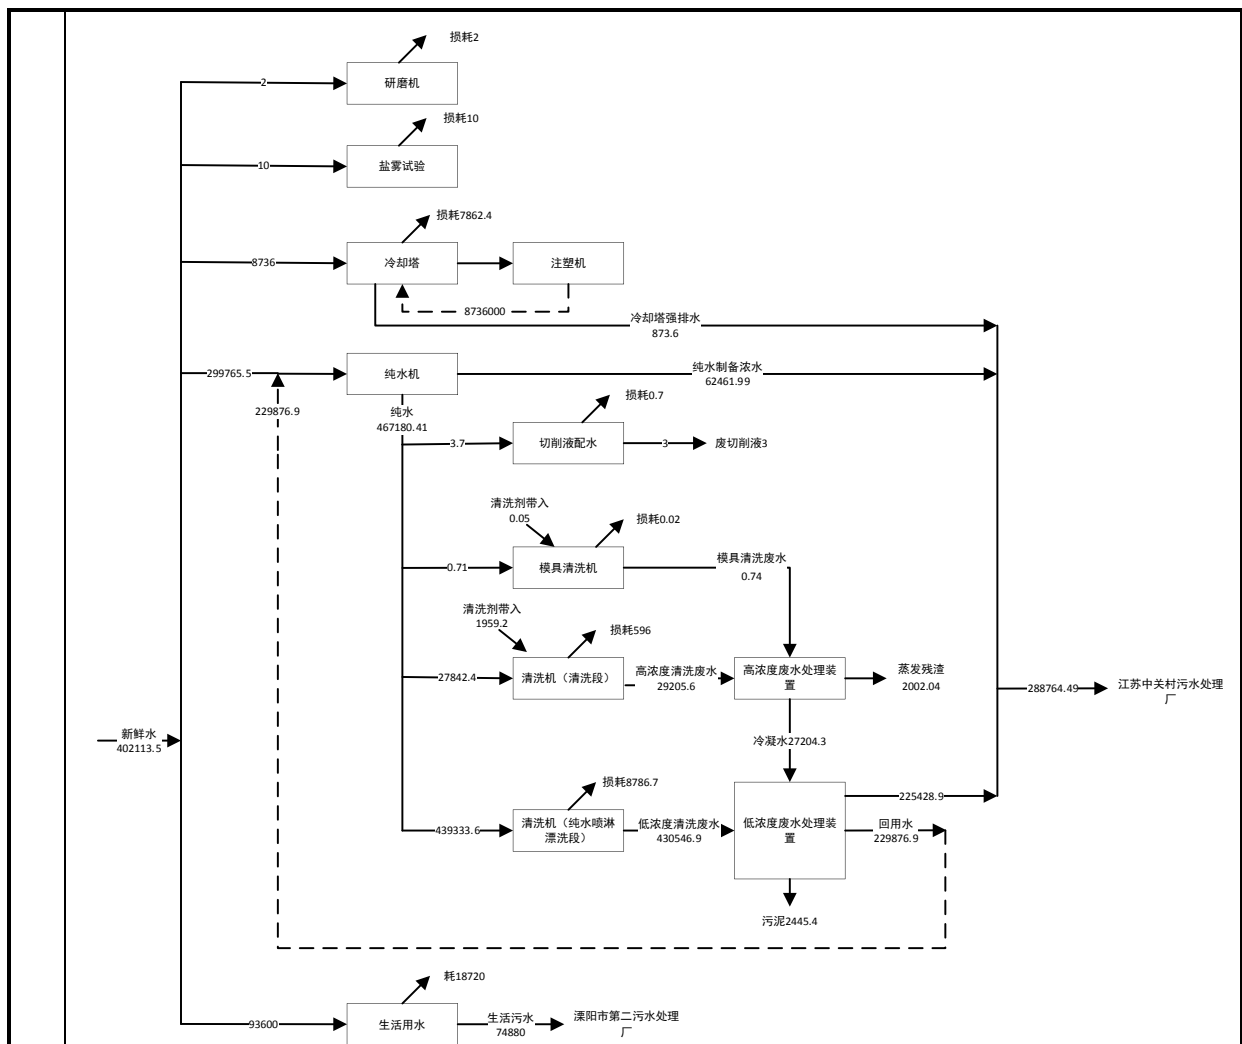 损耗2
2
研磨机
损耗10
10
盐雾试验
损耗7862.4
8736
冷却塔
注塑机
8736000
冷却塔强排水
873.6
299765.5
纯水机
纯水制备浓水
62461.99
229876.9
纯水
467180.41
损耗0.7
3.7
切削液配水
3
废切削液3
清洗剂带入
0.05
损耗0.02
0.71
模具清洗机
模具清洗废水
0.74
清洗剂带入
1959.2
损耗596
27842.4
清洗机（清洗段）
高浓度清洗废水
29205.6
高浓度废水处理装
置
蒸发残渣
2002.04
288764.49
江苏中关村污水处理
厂
新鲜水
402113.5
冷凝水27204.3
损耗8786.7
439333.6
清洗机（纯水喷淋
漂洗段）
低浓度清洗废水
430546.9
低浓度废水处理装
置
225428.9
回用水
229876.9
污泥2445.4
耗18720
93600
生活用水
生活污水
74880
溧阳市第二污水处理
厂